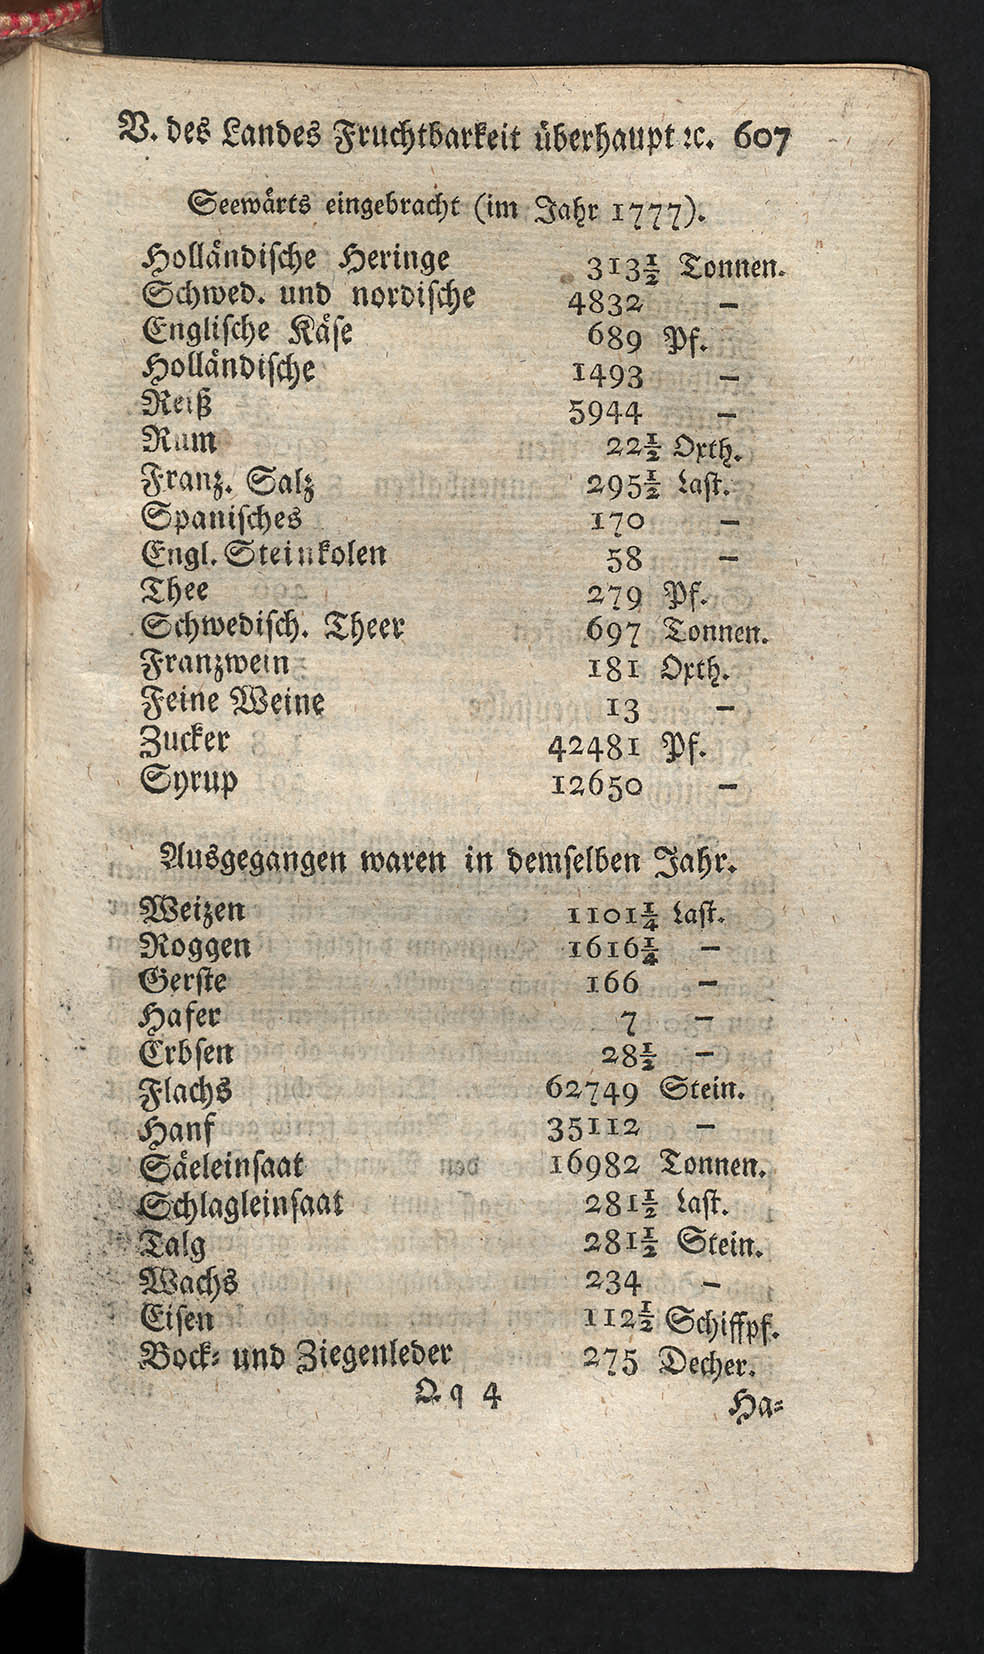 V. des Landes Fruchtbarkeit überhaupt ꝛc. 607
Seewärts eingebracht (im Jahr 1777).
Holländische Heringe 313½ Tonnen.
Schwed. und nordische 4832 –
Englische Käse 689 Pf.
Holländische 1493 –
Reiß 5944 –
Rum 22½ Oxth.
Franz. Salz 295½ Last.
Spanisches 170 –
Engl. Steinkolen 58 –
Thee 279 Pf.
Schwedisch. Theer 697 Tonnen.
Franzwein 181 Oxth.
Feine Weine 13 –
Zucker 42481 Pf.
Syrup 12650 –
Ausgegangen waren in demselben Jahr.
Weizen 1101¼ Last.
Roggen 1616¼ –
Gerste 166 –
Hafer 7 –
Erbsen 28½ –
Flachs 62749 Stein.
Hanf 35112 –
Säeleinsaat 16982 Tonnen.
Schlagleinsaat 281½ Last.
Talg 281½ Stein.
Wachs 234 –
Eisen 112½ Schiffpf.
Bock- und Ziegenleder 275 Decher.
Qq 4 Ha-